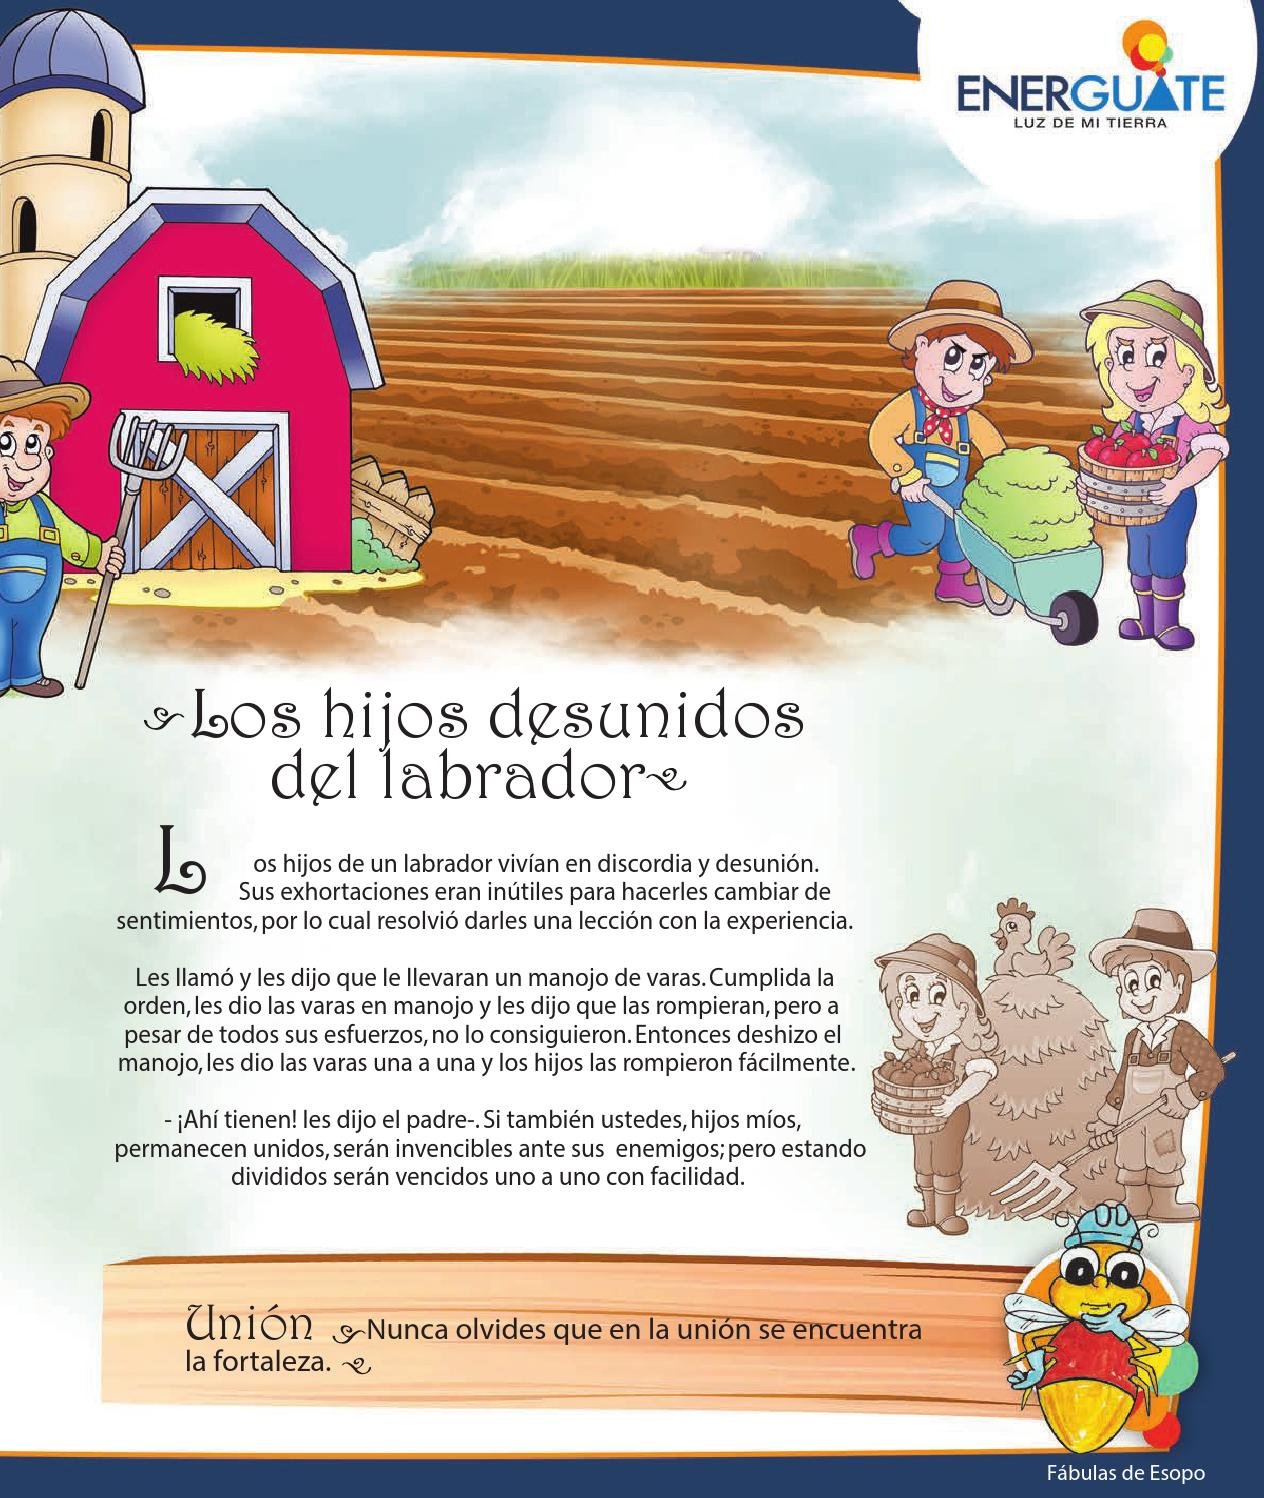 ENERGUATE
LUZ DE MI TIERRA
Los hijos desunidos
del labrador
Los hijos de un labrador vivían en discordia y desunión.
Sus exhortaciones eran inútiles para hacerles cambiar de
sentimientos, por lo cual resolvió darles una lección con la experiencia.
Les llamó y les dijo que le llevaran un manojo de varas. Cumplida la
orden, les dio las varas en manojo y les dijo que las rompieran, pero a
pesar de todos sus esfuerzos, no lo consiguieron. Entonces deshizo el
manojo, les dio las varas una a una y los hijos las rompieron fácilmente.
- ¡Ahí tienen! les dijo el padre-. Si también ustedes, hijos míos,
permanecen unidos, serán invencibles ante sus enemigos; pero estando
divididos serán vencidos uno a uno con facilidad.
Unión Nunca olvides que en la unión se encuentra
la fortaleza.
Fábulas de Esopo